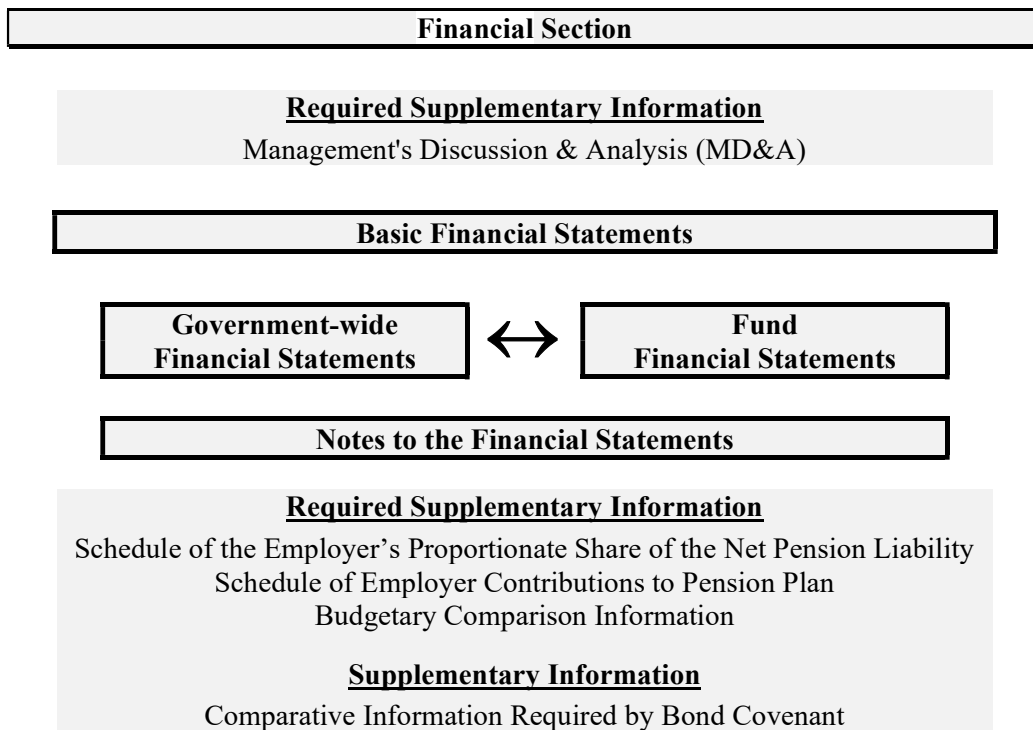 Financial Section
Required Supplementary Information
Management's Discussion & Analysis (MD&A)
Basic Financial Statements
Government-wide
Financial Statements
Fund
Financial Statements
Notes to the Financial Statements
Required Supplementary Information
Schedule of the Employer’s Proportionate Share of the Net Pension Liability
Schedule of Employer Contributions to Pension Plan
Budgetary Comparison Information
Supplementary Information
Comparative Information Required by Bond Covenant